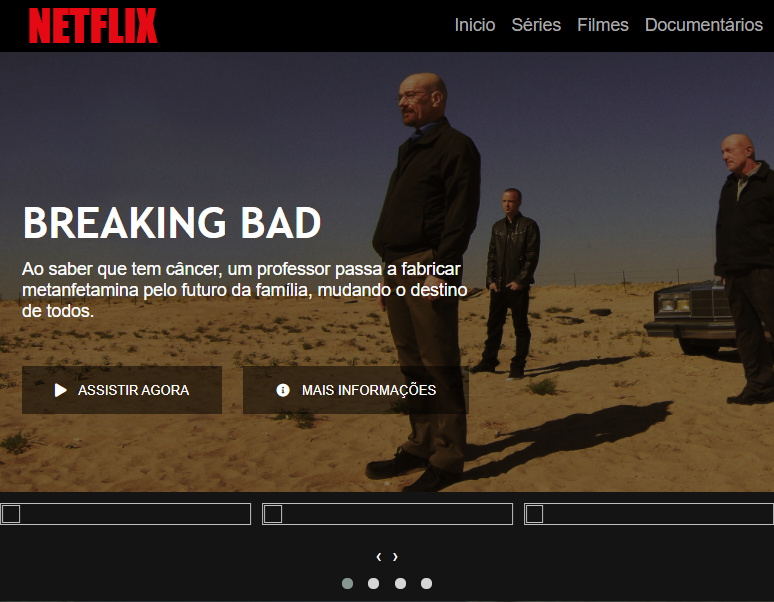 NETFLIX
Inicio Séries Filmes Documentários
BREAKING BAD
Ao saber que tem câncer, um professor passa a fabricar
metanfetamina pelo futuro da família, mudando o destino
de todos.
ASSISTIR AGORA MAIS INFORMAÇÕES
‹ ›